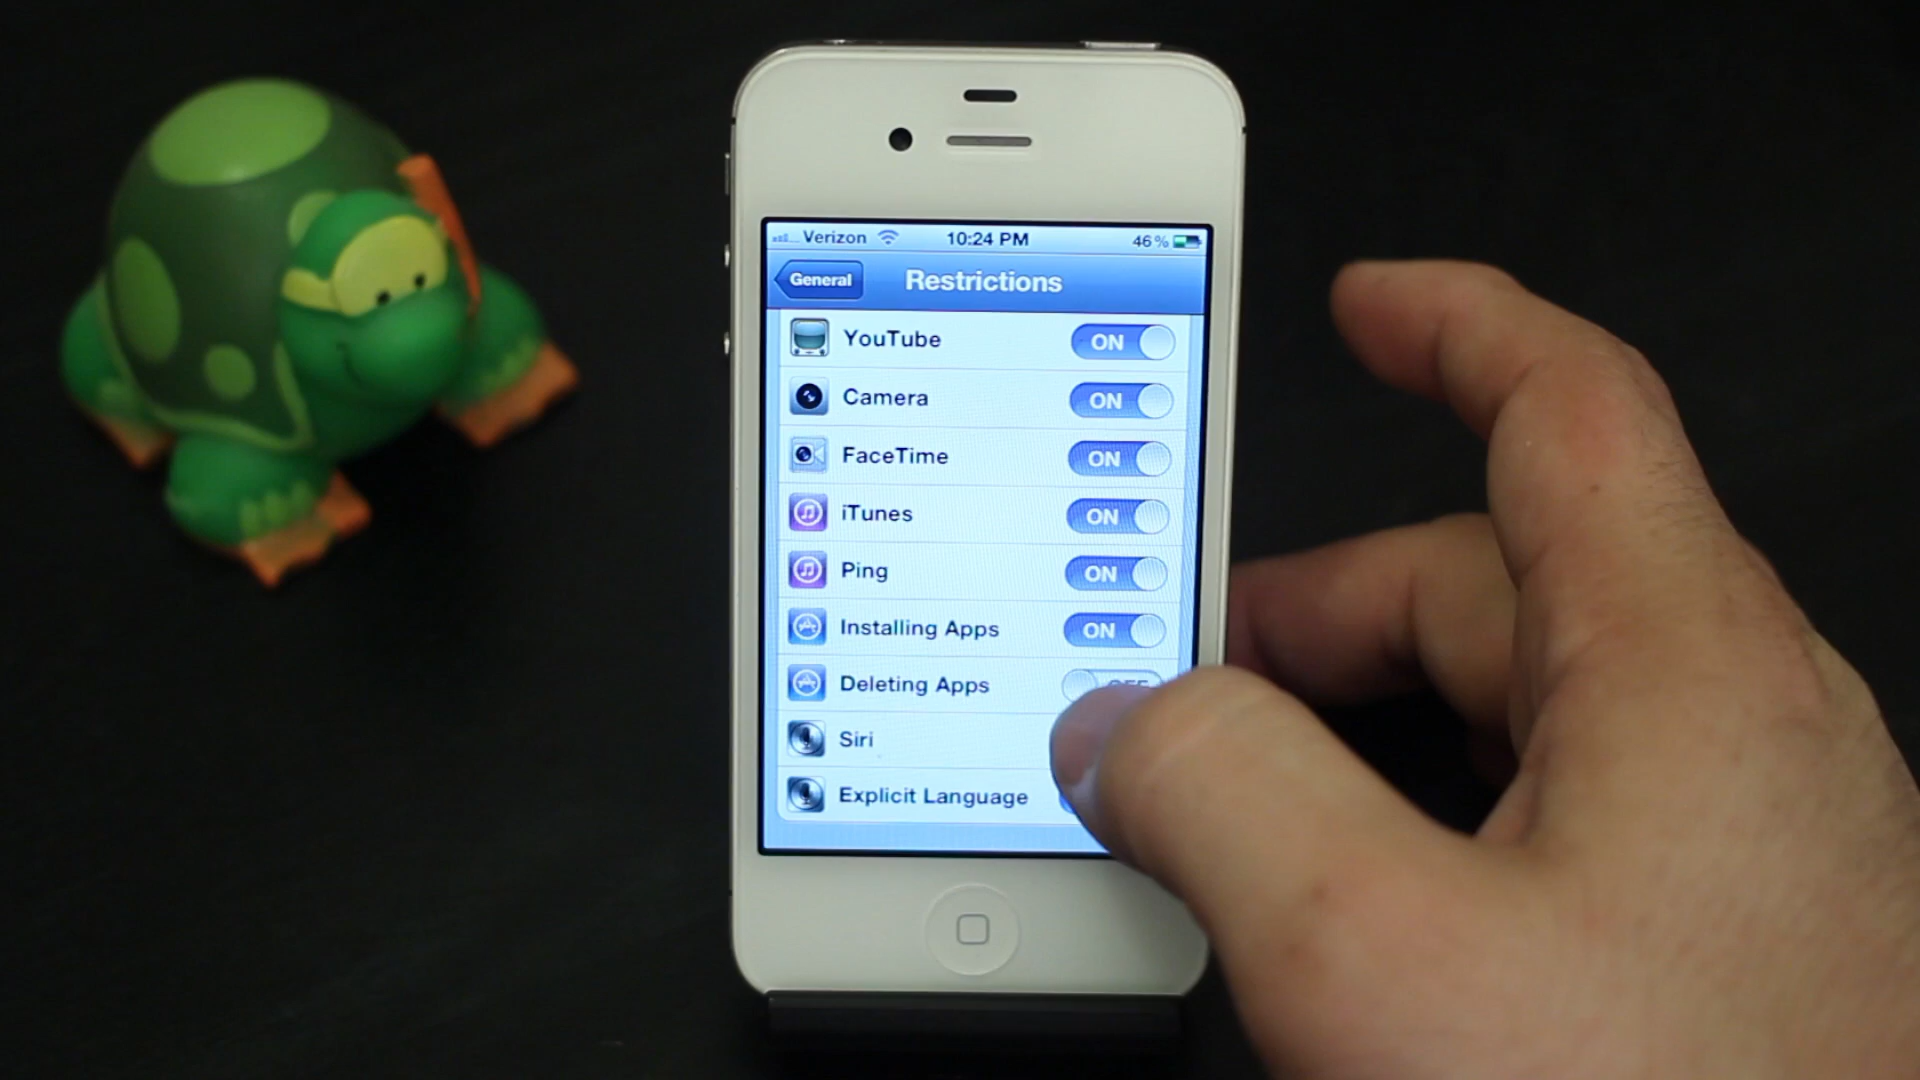 Verizon 10:24 PM 46%
General Restrictions
YouTube ON
Camera ON
FaceTime ON
iTunes ON
Ping ON
Installing Apps ON
Deleting Apps OFF
Siri
Explicit Language